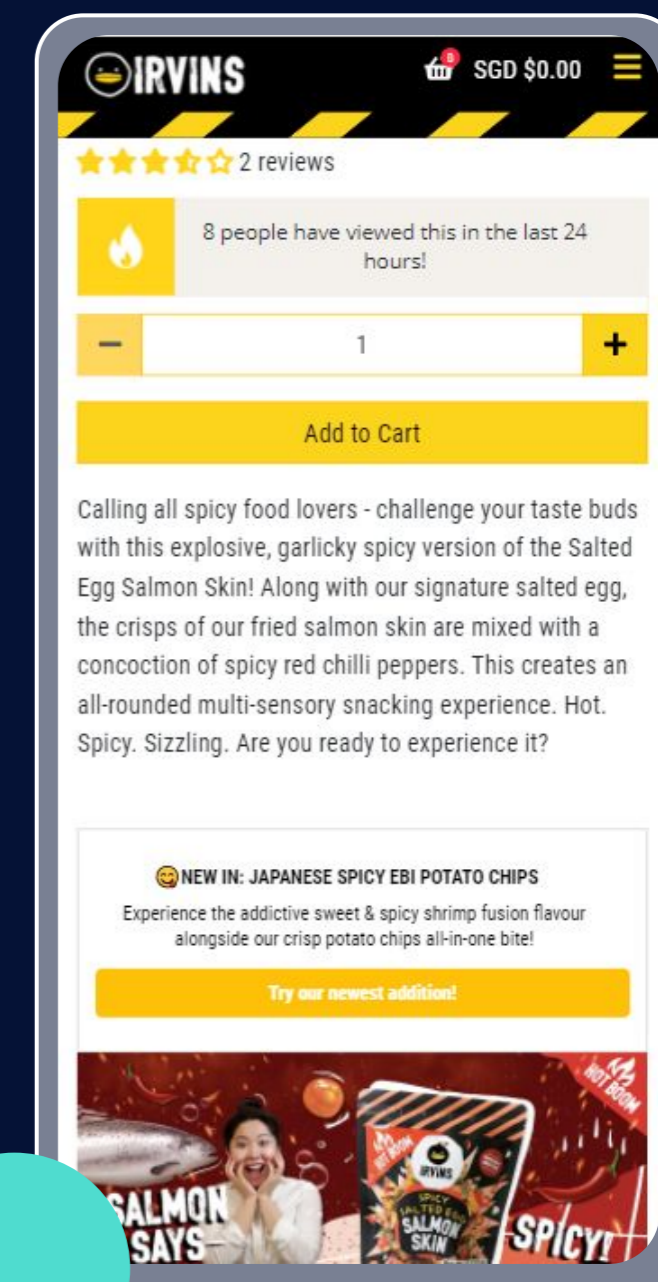 IRVINS
0
SGD $0.00
2 reviews
8 people have viewed this in the last 24
hours!
1
Add to Cart
Calling all spicy food lovers - challenge your taste buds
with this explosive, garlicky spicy version of the Salted
Egg Salmon Skin! Along with our signature salted egg,
the crisps of our fried salmon skin are mixed with a
concoction of spicy red chilli peppers. This creates an
all-rounded multi-sensory snacking experience. Hot.
Spicy. Sizzling. Are you ready to experience it?
NEW IN: JAPANESE SPICY EBI POTATO CHIPS
Experience the addictive sweet & spicy shrimp fusion flavour
alongside our crisp potato chips all-in-one bite!
Try our newest addition!
HOT BOOM
HOT BOOM
IRVINS
SPICY
SALTED EGG
SALMON
SKIN
SALMON
SAYS
SPICY!